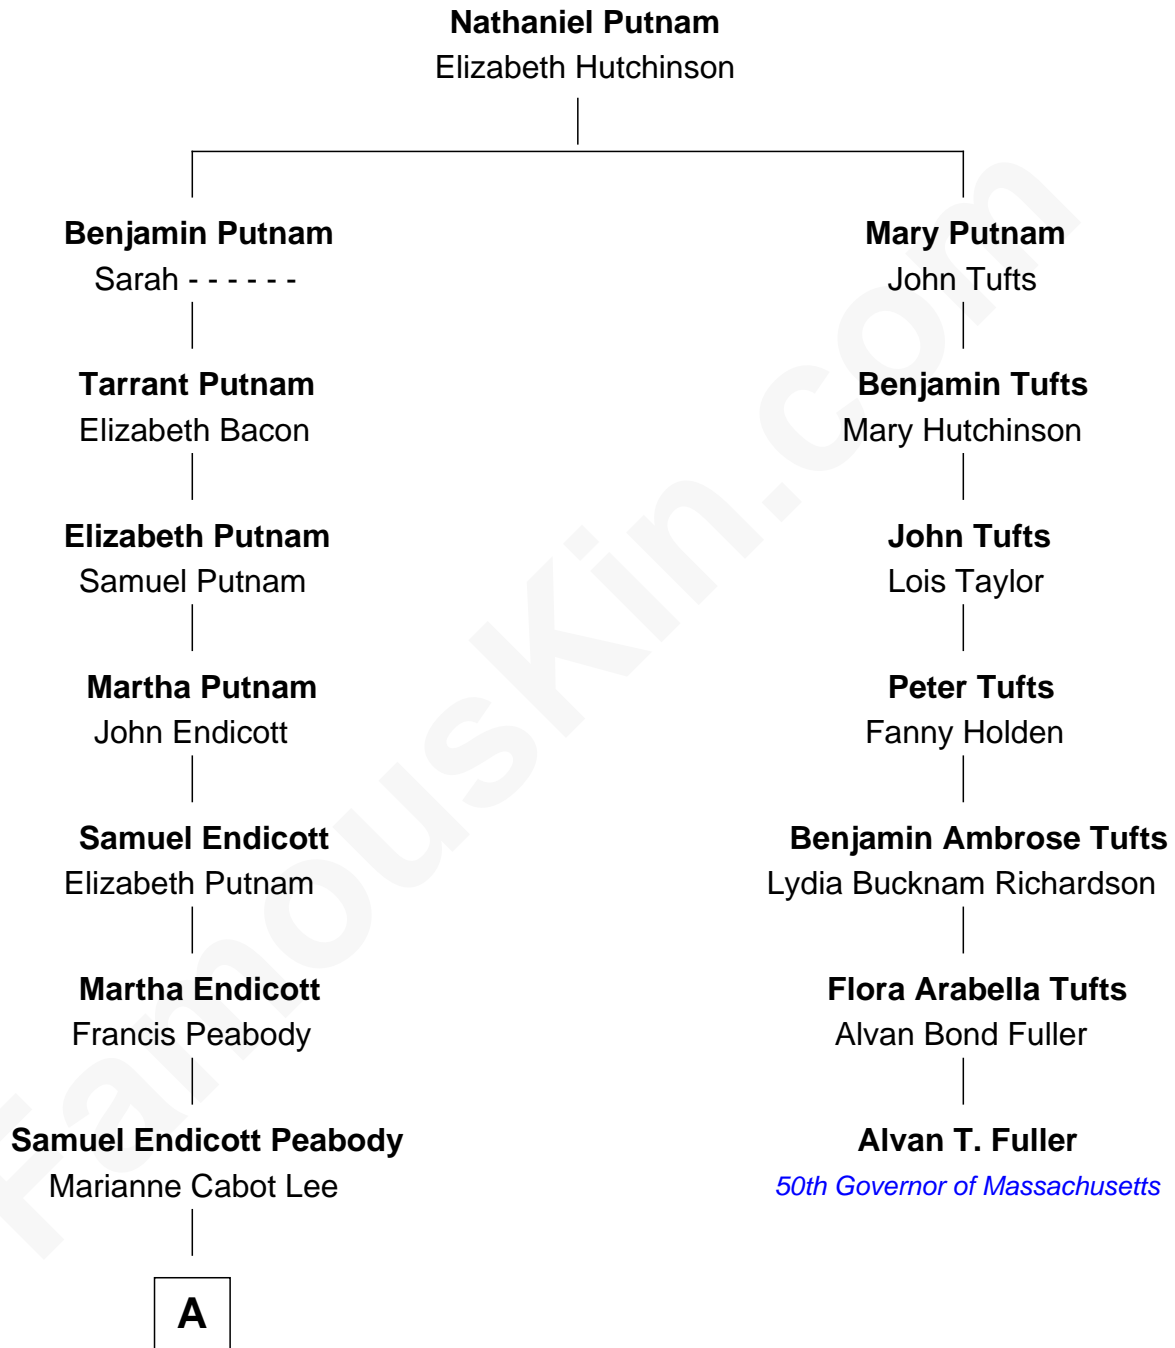 Nathaniel Putnam
Elizabeth Hutchinson
Benjamin Putnam
Sarah - - - - - -
Tarrant Putnam
Elizabeth Bacon
Elizabeth Putnam
Samuel Putnam
Martha Putnam
John Endicott
Samuel Endicott
Elizabeth Putnam
Martha Endicott
Francis Peabody
Samuel Endicott Peabody
Marianne Cabot Lee
A
Mary Putnam
John Tufts
Benjamin Tufts
Mary Hutchinson
John Tufts
Lois Taylor
Peter Tufts
Fanny Holden
Benjamin Ambrose Tufts
Lydia Bucknam Richardson
Flora Arabella Tufts
Alvan Bond Fuller
Alvan T. Fuller
50th Governor of Massachusetts
FamousKin.com